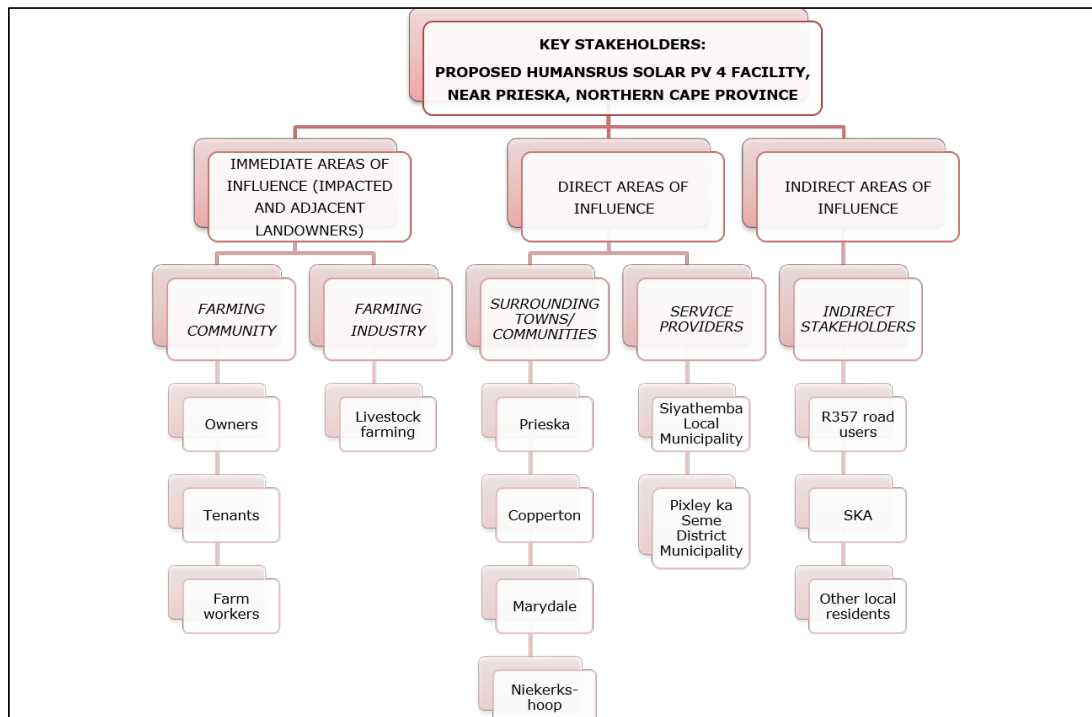 KEY STAKEHOLDERS:
PROPOSED HUMANSRUS SOLAR PV 4 FACILITY,
NEAR PRIESKA, NORTHERN CAPE PROVINCE
IMMEDIATE AREAS OF
INFLUENCE (IMPACTED
AND ADJACENT
LANDOWNERS)
DIRECT AREAS OF
INFLUENCE
INDIRECT AREAS OF
INFLUENCE
FARMING
COMMUNITY
FARMING
INDUSTRY
SURROUNDING
TOWNS/
COMMUNITIES
SERVICE
PROVIDERS
INDIRECT
STAKEHOLDERS
Owners
Livestock
farming
Prieska
Siyathemba
Local
Municipality
R357 road
users
Tenants
Copperton
Pixley ka
Seme
District
Municipality
SKA
Farm
workers
Marydale
Other local
residents
Niekerks-
hoop